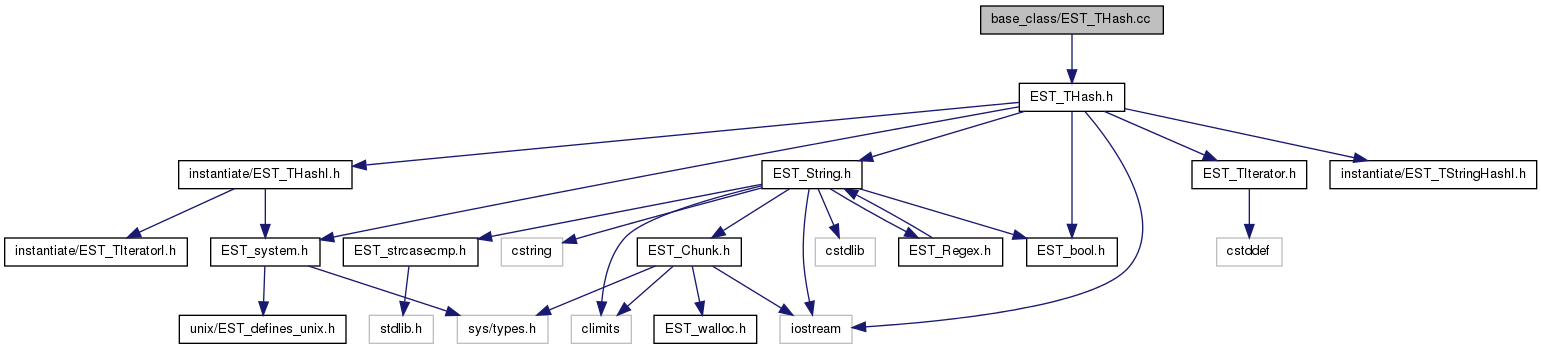 base_class/EST_THash.cc
EST_THash.h
instantiate/EST_THashI.h
EST_String.h
EST_TIterator.h
instantiate/EST_TStringHashI.h
instantiate/EST_TIteratorI.h
EST_system.h
EST_strcasecmp.h
cstring
EST_Chunk.h
cstdlib
EST_Regex.h
EST_bool.h
cstddef
unix/EST_defines_unix.h
stdlib.h
sys/types.h
climits
EST_walloc.h
iostream